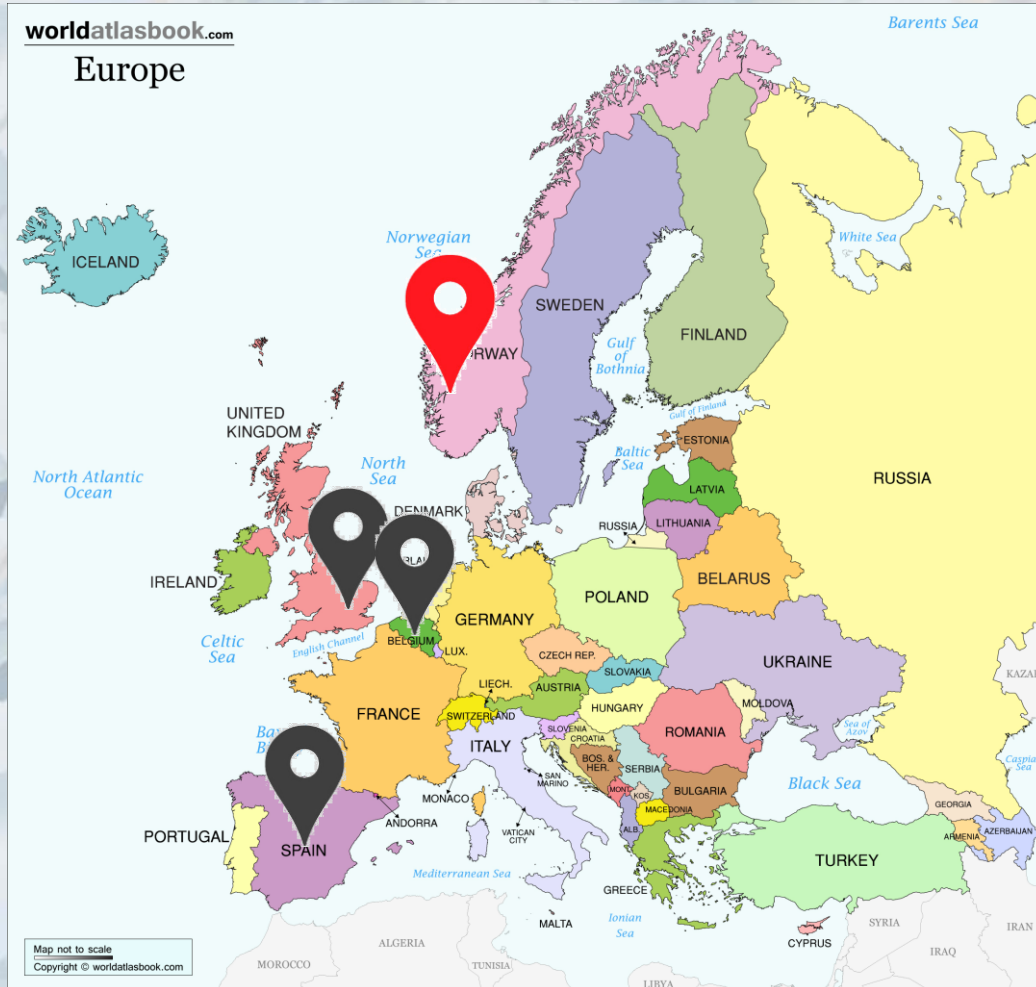 worldatlasbook.com
Europe
Barents Sea
ICELAND
Norwegian
White Sea
SWEDEN
FINLAND
RWAY
Gulf
of
Bothnia
UNITED
KINGDOM
Gulf of Finland
ESTONIA
North
Sea
Baltic
Sea
North Atlantic
Ocean
RUSSIA
LATVIA
DENMARK
LITHUANIA
RUSSIA
IRELAND
BELARUS
POLAND
GERMANY
Celtic
Sea
English Channel
BELGIUM
LUX.
CZECH REP.
UKRAINE
SLOVAKIA
LIECH.
AUSTRIA
MOLDOVA
HUNGARY
FRANCE
SWITZERLAND
SLOVENIA
CROATIA
ROMANIA
Sea of
Azov
ITALY
BOS. &
HER.
SERBIA
SAN
MARINO
MONT.
KOS.
BULGARIA
Black Sea
Caspia
Sea
KAZA
MONACO
MACEDONIA
GEORGIA
ANDORRA
ALB.
VATICAN
CITY
ARMENIA
AZERBAIJAN
PORTUGAL
SPAIN
TURKEY
Mediterranean Sea
GREECE
MALTA
Ionian
Sea
CYPRUS
SYRIA
IRAN
IRAQ
Map not to scale
Copyright © worldatlasbook.com
ALGERIA
MOROCCO
TUNISIA
LIBYA